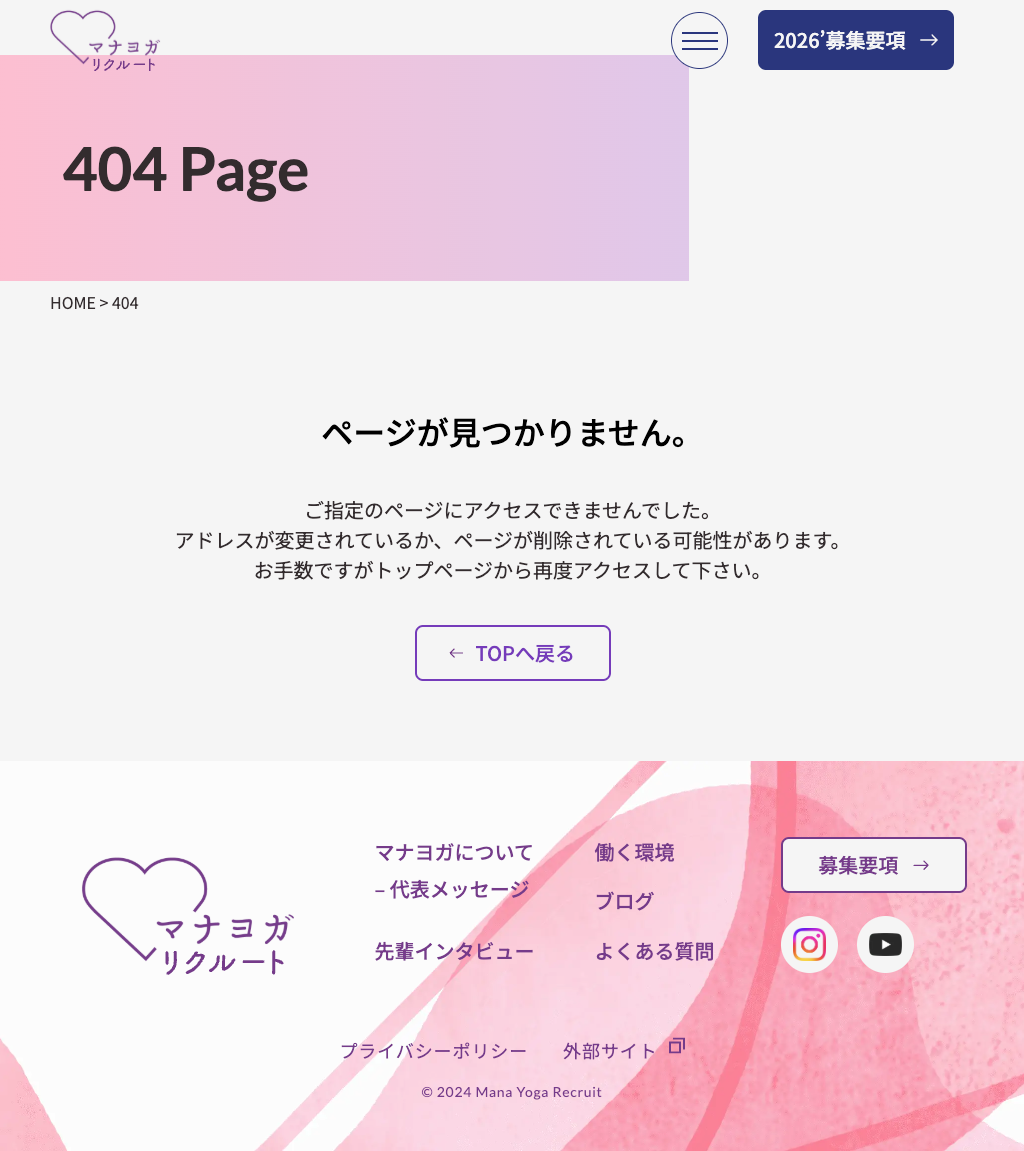 マナヨガ
リクルート
2026’募集要項
404 Page
HOME > 404
ページが見つかりません。
ご指定のページにアクセスできませんでした。
アドレスが変更されているか、ページが削除されている可能性があります。
お手数ですがトップページから再度アクセスして下さい。
← TOPへ戻る
マナヨガ
リクルート
マナヨガについて
– 代表メッセージ
先輩インタビュー
働く環境
ブログ
よくある質問
募集要項 →
プライバシーポリシー
外部サイト
© 2024 Mana Yoga Recruit